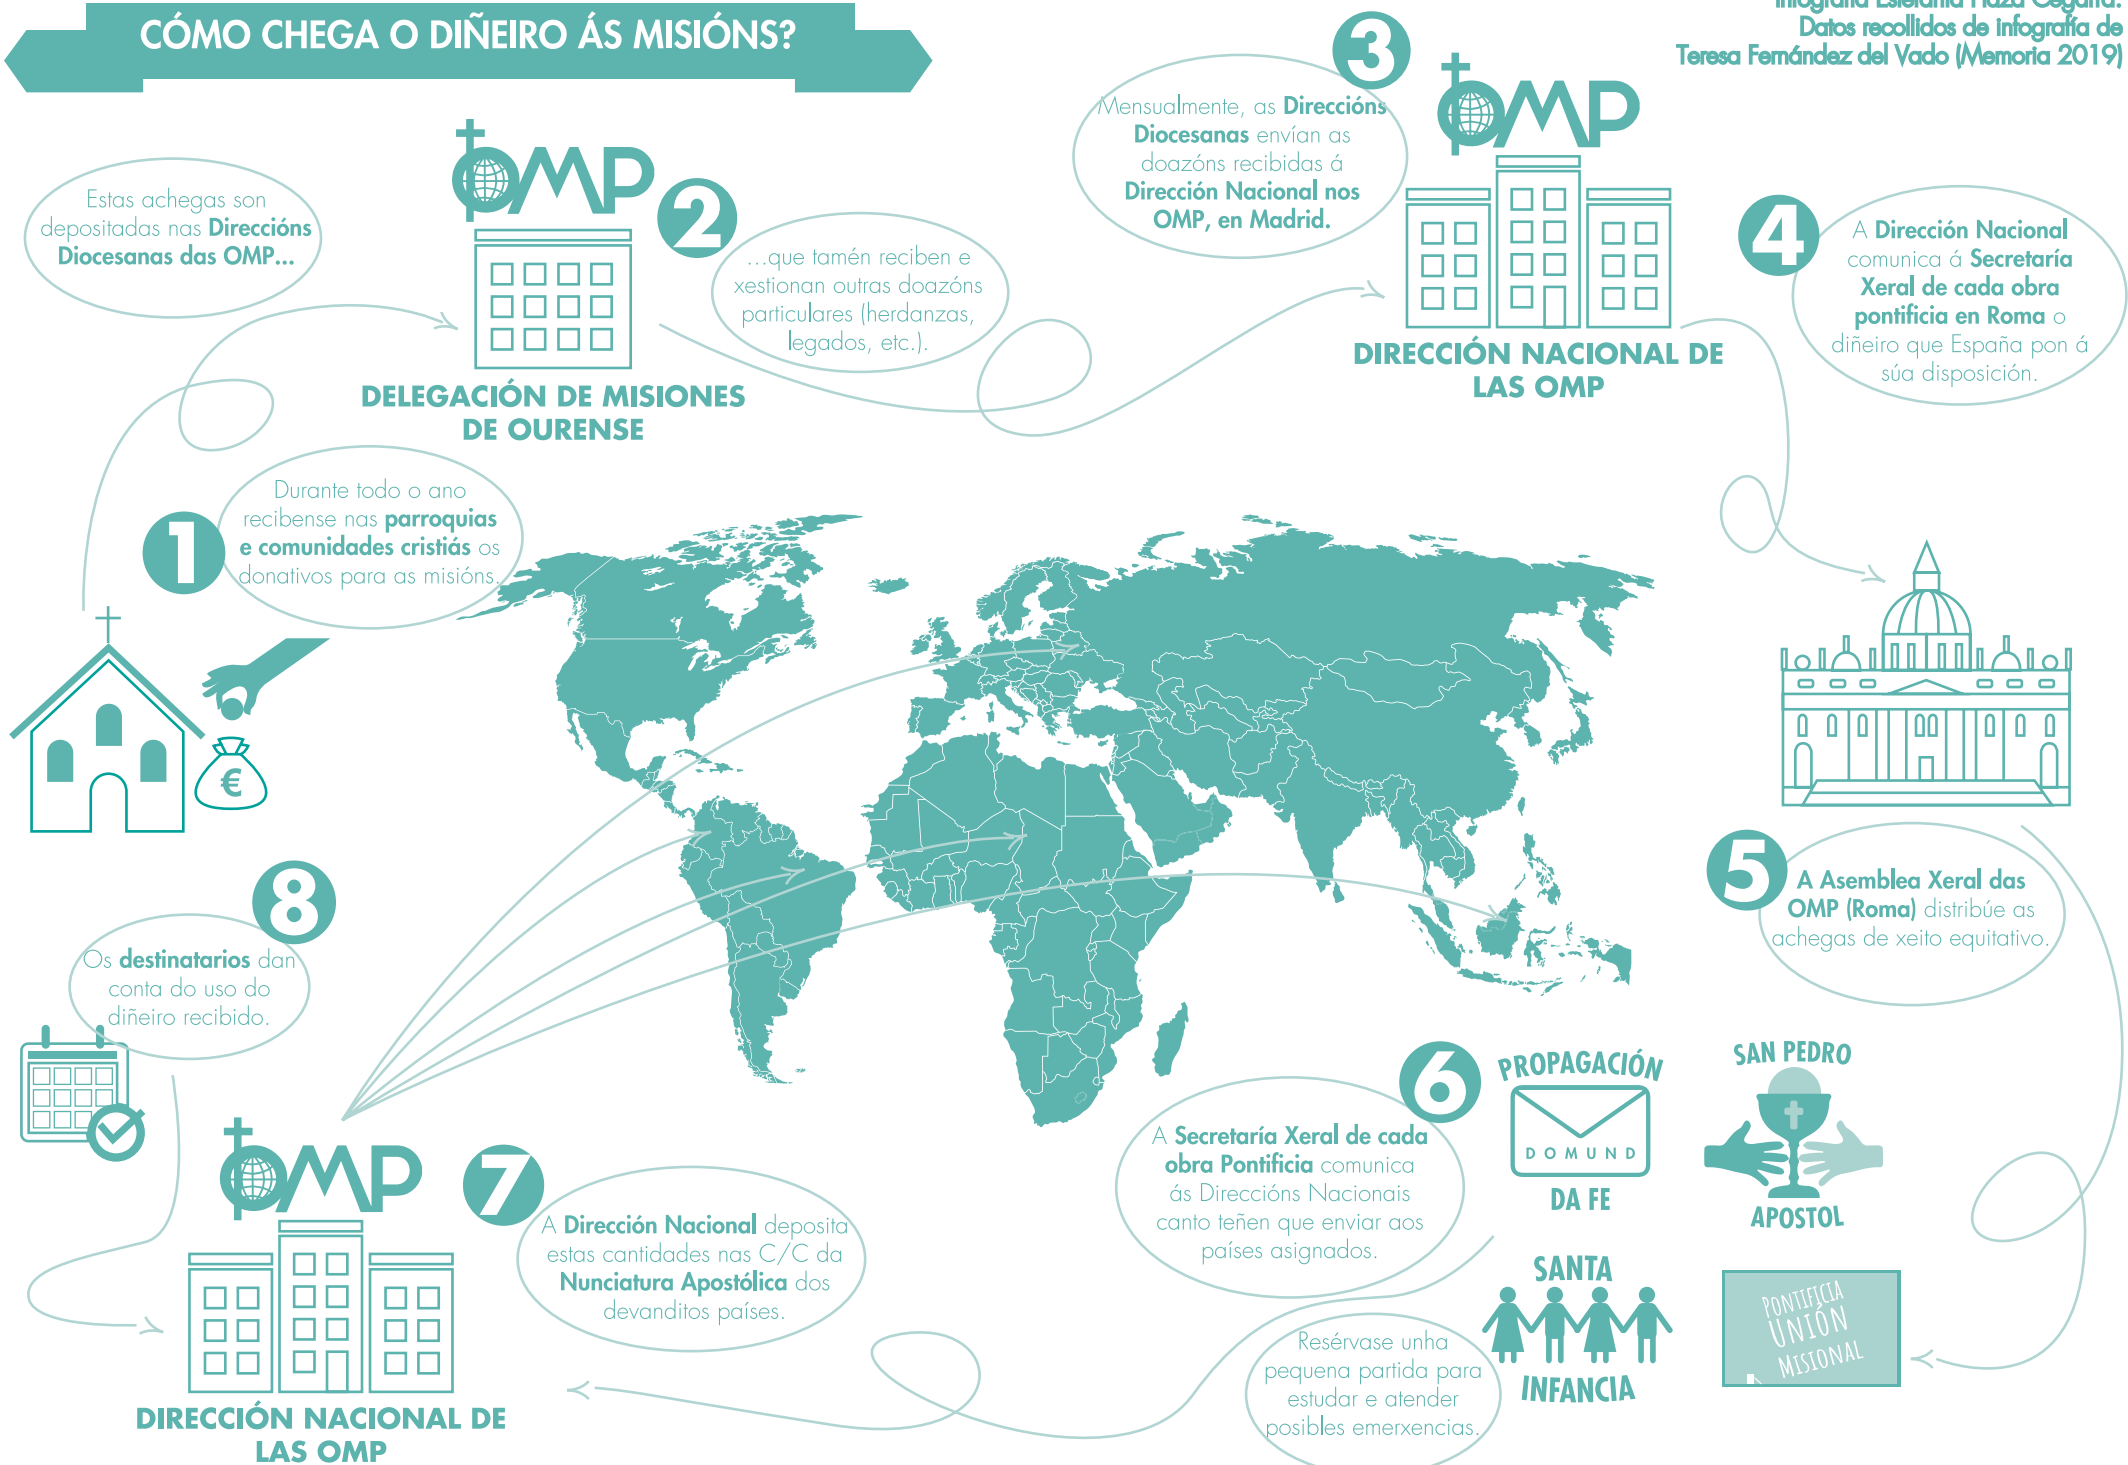 CÓMO CHEGA O DIÑEIRO ÁS MISIÓNS?
Datos recollidos de infografía de
Teresa Fernández del Vado (Memoria 2019)
1
Durante todo o ano
recibense nas parroquias
e comunidades cristiás os
donativos para as misións.
€
Estas achegas son
depositadas nas Direccións
Diocesanas das OMP...
OMP
DELEGACIÓN DE MISIONES
DE OURENSE
2
...que tamén reciben e
xestionan outras doazóns
particulares (herdanzas,
legados, etc.).
3
Mensualmente, as Direccións
Diocesanas envían as
doazóns recibidas á
Dirección Nacional nos
OMP, en Madrid.
OMP
DIRECCIÓN NACIONAL DE
LAS OMP
4
A Dirección Nacional
comunica á Secretaría
Xeral de cada obra
pontificia en Roma o
diñeiro que España pon á
súa disposición.
5
A Asemblea Xeral das
OMP (Roma) distribúe as
achegas de xeito equitativo.
6
A Secretaría Xeral de cada
obra Pontificia comunica
ás Direccións Nacionais
canto teñen que enviar aos
países asignados.
PROPAGACIÓN
DOMUND
DA FE
SAN PEDRO
APOSTOL
SANTA
INFANCIA
PONTIFICIA
UNIÓN
MISIONAL
Resérvase unha
pequena partida para
estudar e atender
posibles emerxencias.
7
A Dirección Nacional deposita
estas cantidades nas C/C da
Nunciatura Apostólica dos
devanditos países.
OMP
DIRECCIÓN NACIONAL DE
LAS OMP
8
Os destinatarios dan
conta do uso do
diñeiro recibido.